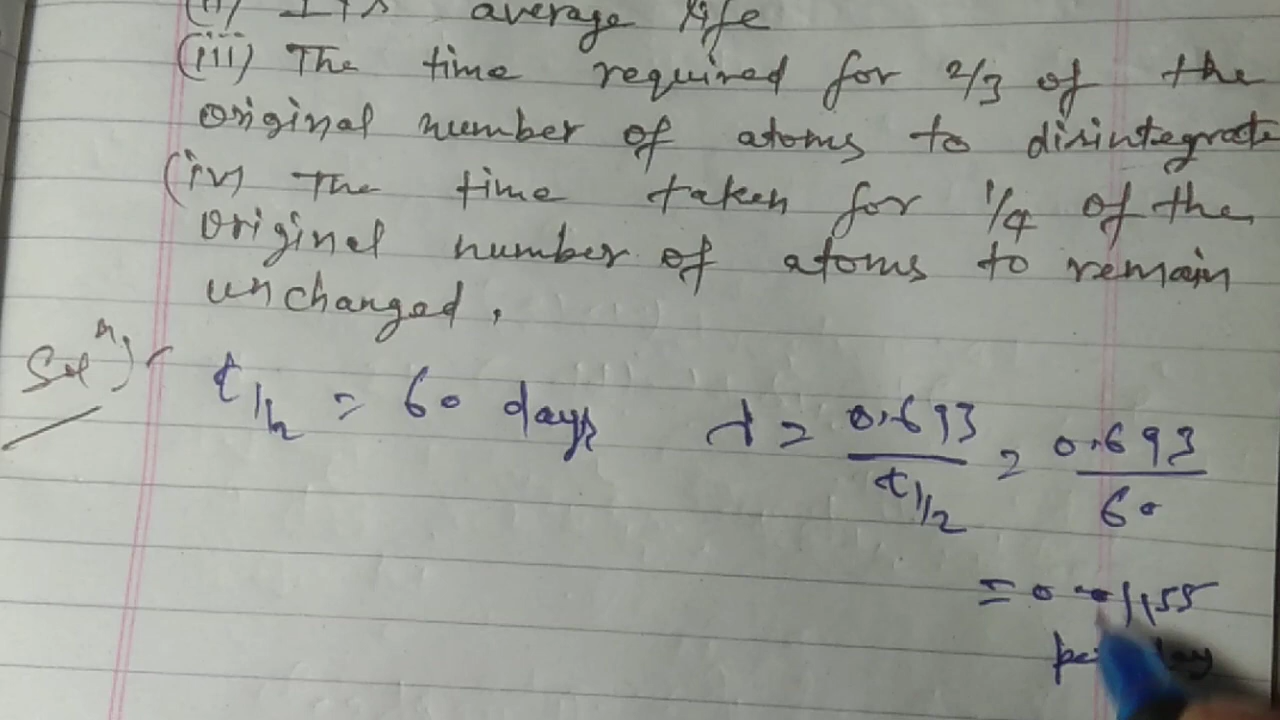 (ii) Its average life
(iii) The time required for 2/3 of the
original number of atoms to disintegrate
(iv) The time taken for 1/4 of the
original number of atoms to remain
unchanged.
Solⁿ) t1/2 = 60 days λ = 0.693/t1/2 = 0.693/60
= 0.01155
per day